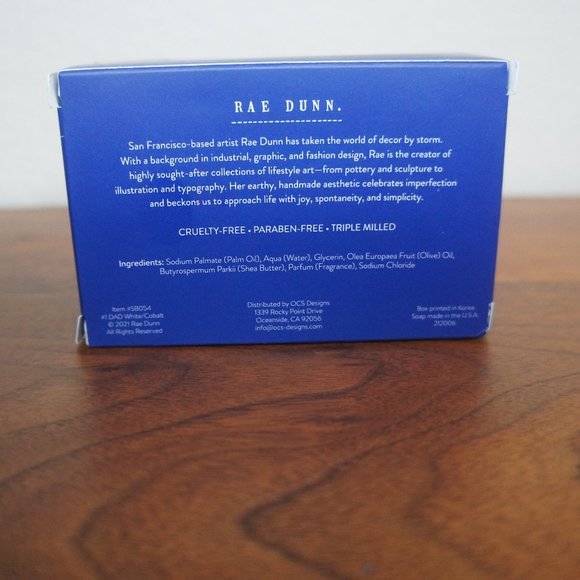 RAE DUNN.
San Francisco-based artist Rae Dunn has taken the world of decor by storm.
With a background in industrial, graphic, and fashion design, Rae is the creator of
highly sought-after collections of lifestyle art—from pottery and sculpture to
illustration and typography. Her earthy, handmade aesthetic celebrates imperfection
and beckons us to approach life with joy, spontaneity, and simplicity.
CRUELTY-FREE • PARABEN-FREE • TRIPLE MILLED
Ingredients: Sodium Palmate (Palm Oil), Aqua (Water), Glycerin, Olea Europaea Fruit (Olive) Oil,
Butyrospermum Parkii (Shea Butter), Parfum (Fragrance), Sodium Chloride
Item #SB054
#1 DAD White/Cobalt
© 2021 Rae Dunn
All Rights Reserved
Distributed by OCS Designs
1339 Rocky Point Drive
Oceanside, CA 92056
info@ocs-designs.com
Box printed in Korea
Soap made in the U.S.A.
212006